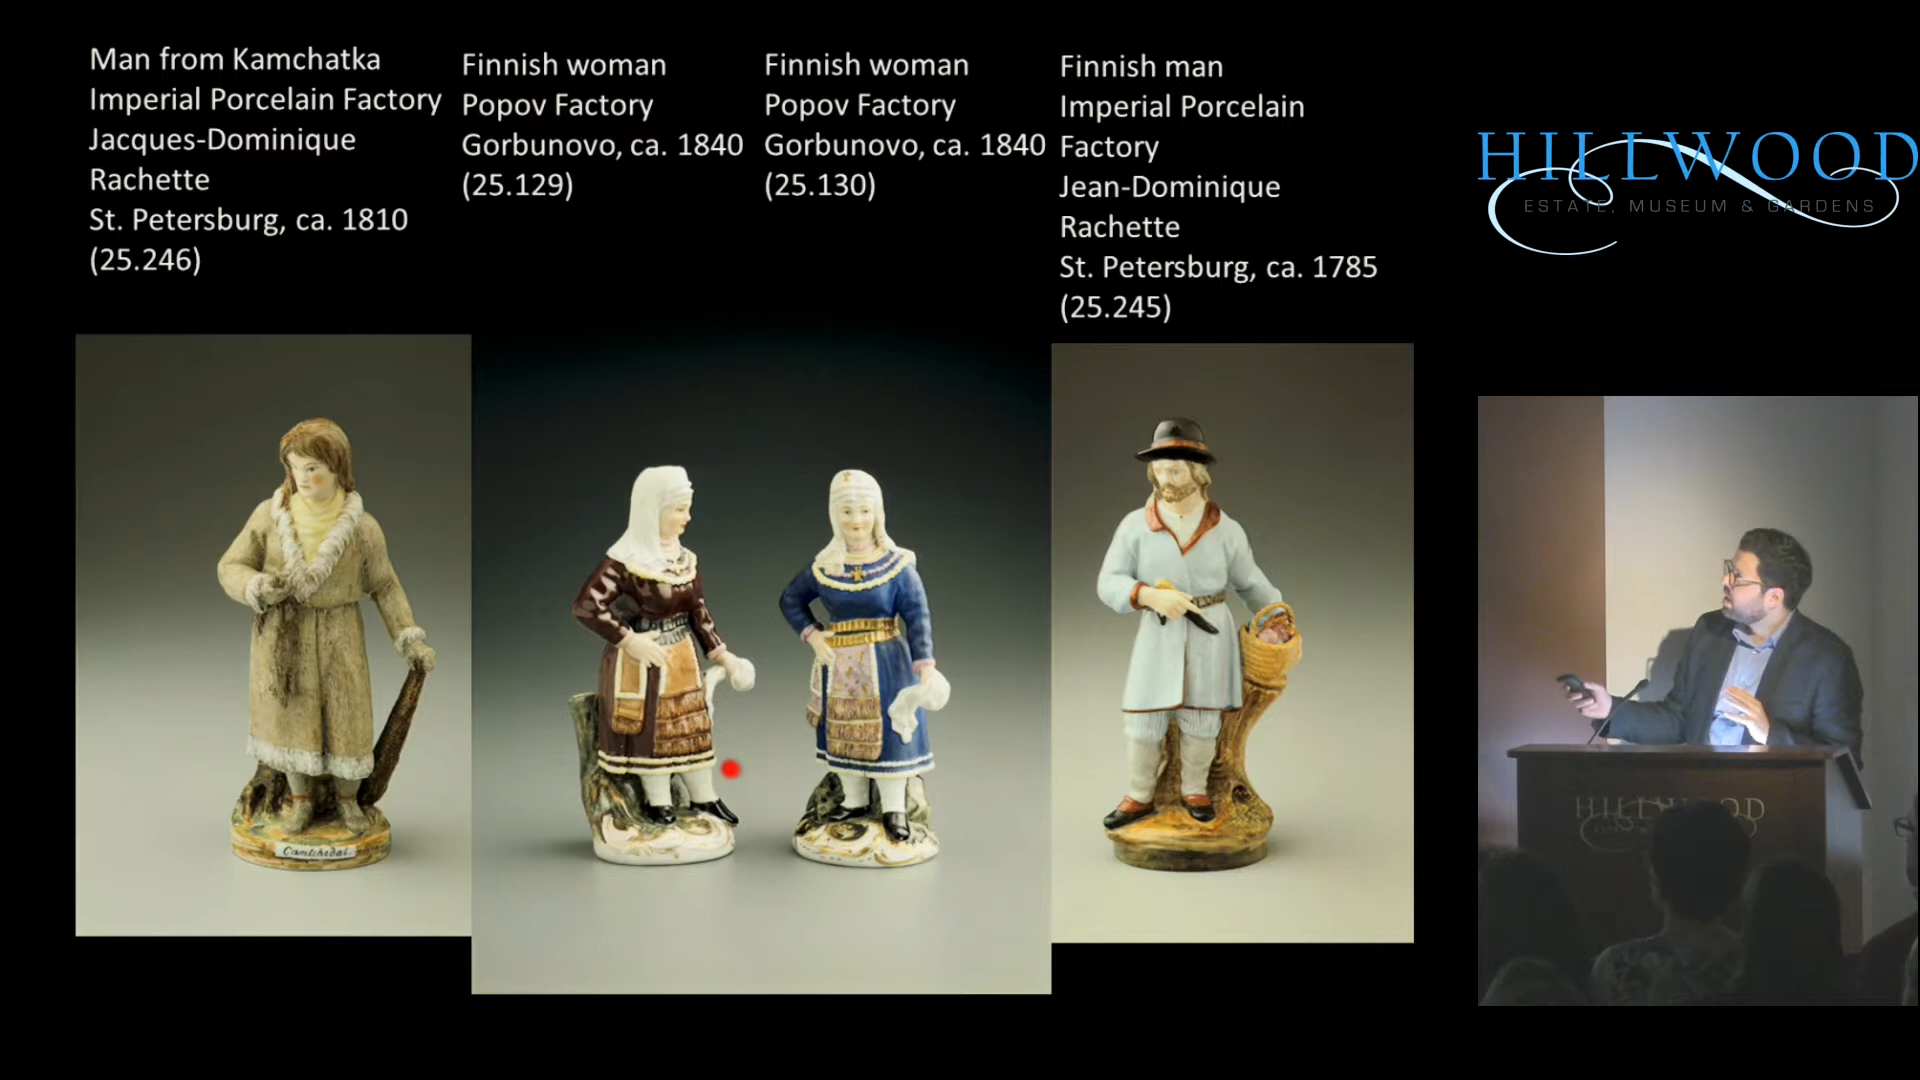 Man from Kamchatka
Imperial Porcelain Factory
Jacques-Dominique
Rachette
St. Petersburg, ca. 1810
(25.246)
Finnish woman
Popov Factory
Gorbunovo, ca. 1840
(25.129)
Finnish woman
Popov Factory
Gorbunovo, ca. 1840
(25.130)
Finnish man
Imperial Porcelain
Factory
Jean-Dominique
Rachette
St. Petersburg, ca. 1785
(25.245)
HILLWOOD
ESTATE, MUSEUM & GARDENS
Camtchedal.
HILLWOOD